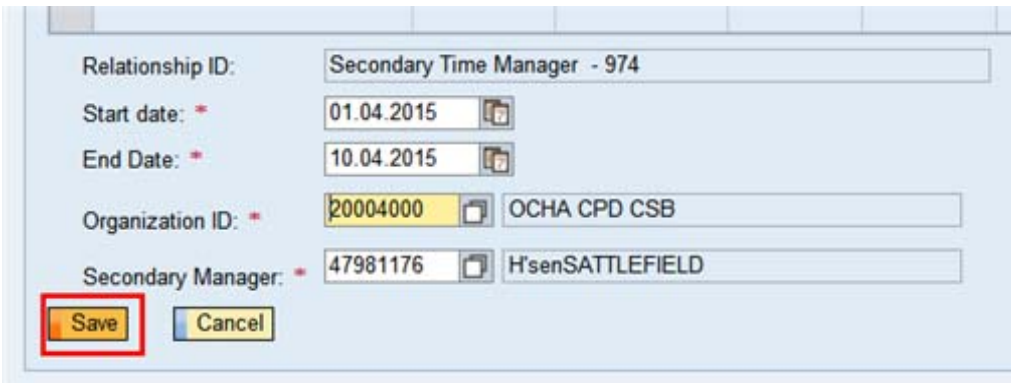 Relationship ID: Secondary Time Manager - 974
Start date: * 01.04.2015
End Date: * 10.04.2015
Organization ID: * 20004000 OCHA CPD CSB
Secondary Manager: * 47981176 H'senSATTLEFIELD
Save Cancel